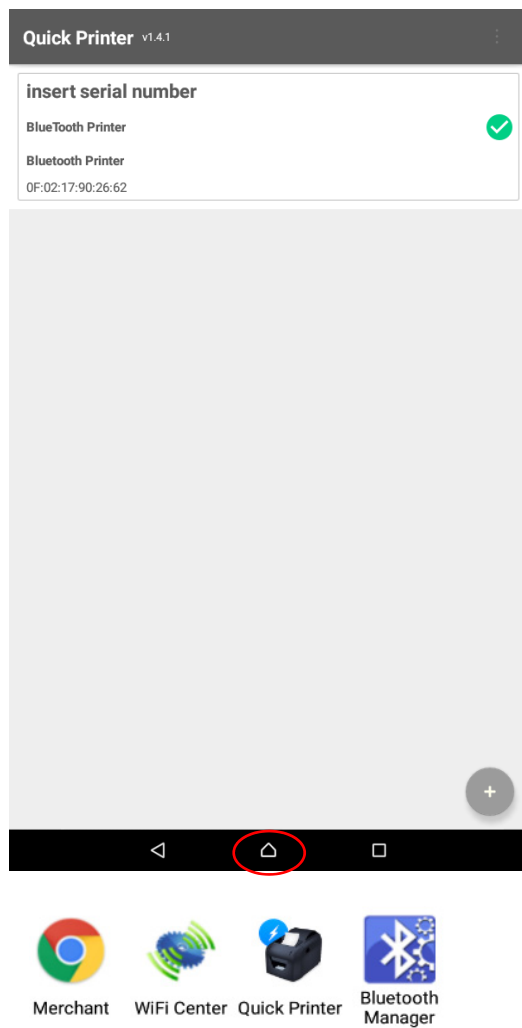 Quick Printer v1.4.1
insert serial number
BlueTooth Printer
Bluetooth Printer
0F:02:17:90:26:62
+
Merchant WiFi Center Quick Printer Bluetooth
Manager